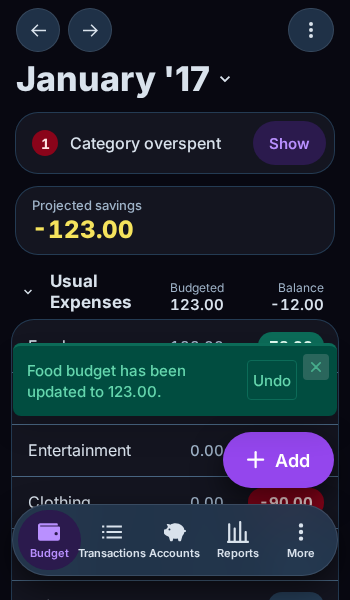 January '17
1 Category overspent Show
Projected savings
-123.00
Usual Expenses
Budgeted
123.00
Balance
-12.00
Food budget has been
updated to 123.00.
Undo
Entertainment 0.00
Add
Clothing 0.00 -90.00
Budget Transactions Accounts Reports More